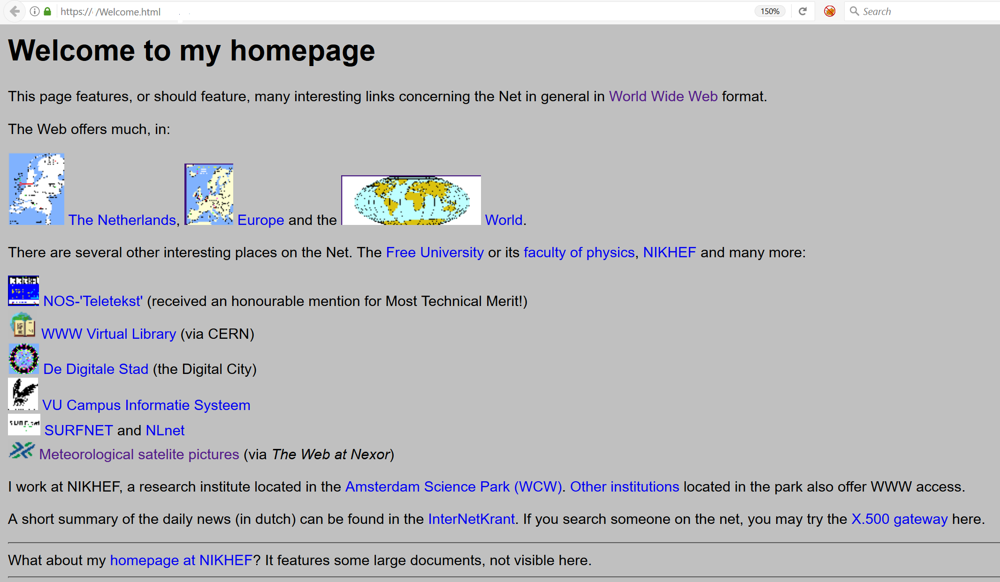 https:// /Welcome.html
150%
Search
Welcome to my homepage
This page features, or should feature, many interesting links concerning the Net in general in World Wide Web format.
The Web offers much, in:
The Netherlands, Europe and the World.
There are several other interesting places on the Net. The Free University or its faculty of physics, NIKHEF and many more:
NOS-'Teletekst' (received an honourable mention for Most Technical Merit!)
WWW Virtual Library (via CERN)
De Digitale Stad (the Digital City)
VU Campus Informatie Systeem
SURFNET and NLnet
Meteorological satelite pictures (via The Web at Nexor)
I work at NIKHEF, a research institute located in the Amsterdam Science Park (WCW). Other institutions located in the park also offer WWW access.
A short summary of the daily news (in dutch) can be found in the InterNetKrant. If you search someone on the net, you may try the X.500 gateway here.
What about my homepage at NIKHEF? It features some large documents, not visible here.